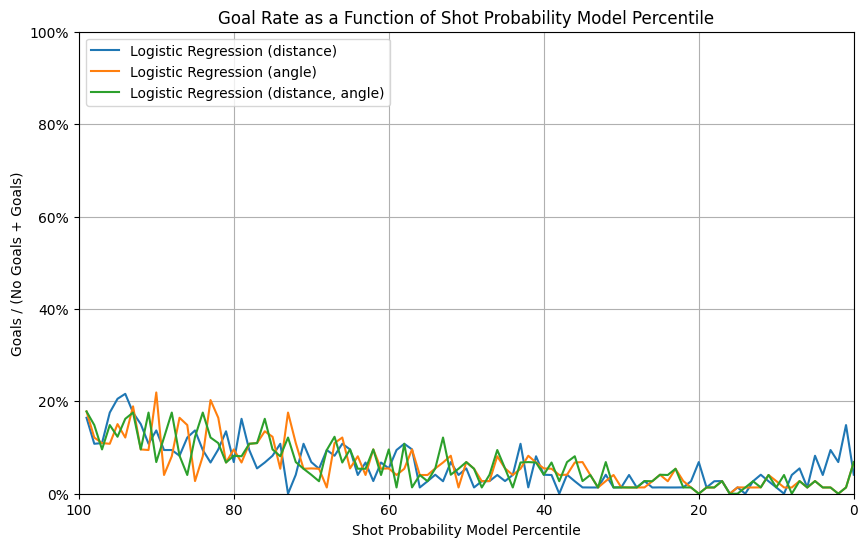 Goal Rate as a Function of Shot Probability Model Percentile
100%
80%
60%
40%
20%
0%
Goals / (No Goals + Goals)
Logistic Regression (distance)
Logistic Regression (angle)
Logistic Regression (distance, angle)
100
80
60
40
20
0
Shot Probability Model Percentile